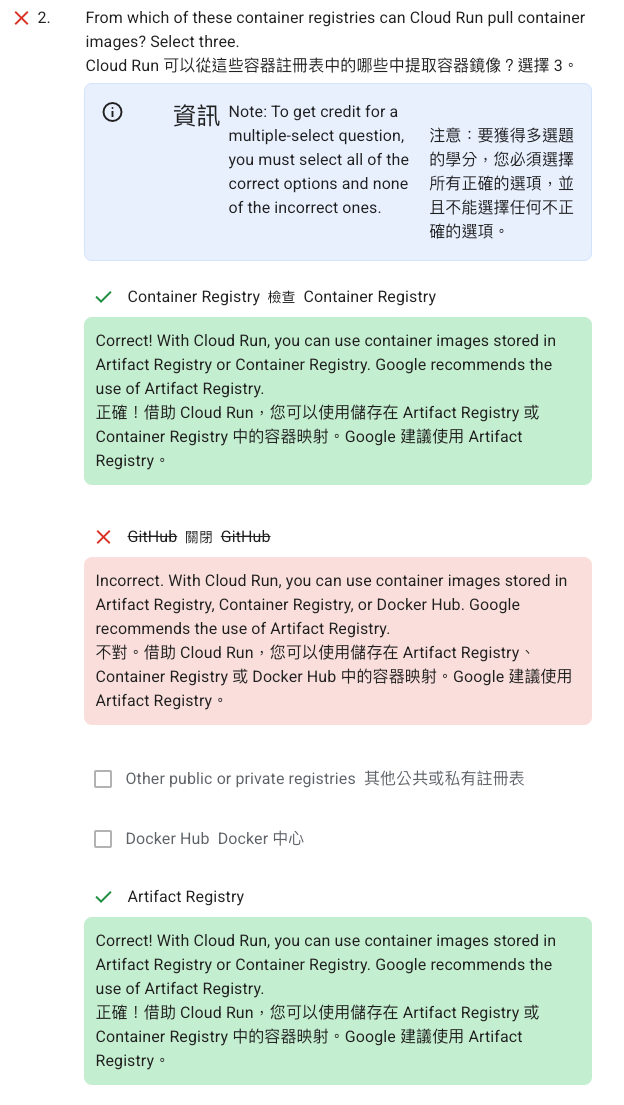 2. From which of these container registries can Cloud Run pull container
images? Select three.
Cloud Run 可以從這些容器註冊表中的哪些中提取容器鏡像？選擇 3。
資訊
Note: To get credit for a
multiple-select question,
you must select all of the
correct options and none
of the incorrect ones.
注意：要獲得多選題
的學分，您必須選擇
所有正確的選項，並
且不能選擇任何不正
確的選項。
Container Registry 檢查 Container Registry
Correct! With Cloud Run, you can use container images stored in
Artifact Registry or Container Registry. Google recommends the
use of Artifact Registry.
正確！借助 Cloud Run，您可以使用儲存在 Artifact Registry 或
Container Registry 中的容器映射。Google 建議使用 Artifact
Registry。
GitHub 關閉 GitHub
Incorrect. With Cloud Run, you can use container images stored in
Artifact Registry, Container Registry, or Docker Hub. Google
recommends the use of Artifact Registry.
不對。借助 Cloud Run，您可以使用儲存在 Artifact Registry、
Container Registry 或 Docker Hub 中的容器映射。Google 建議使用
Artifact Registry。
Other public or private registries 其他公共或私有註冊表
Docker Hub Docker 中心
Artifact Registry
Correct! With Cloud Run, you can use container images stored in
Artifact Registry or Container Registry. Google recommends the
use of Artifact Registry.
正確！借助 Cloud Run，您可以使用儲存在 Artifact Registry 或
Container Registry 中的容器映射。Google 建議使用 Artifact
Registry。